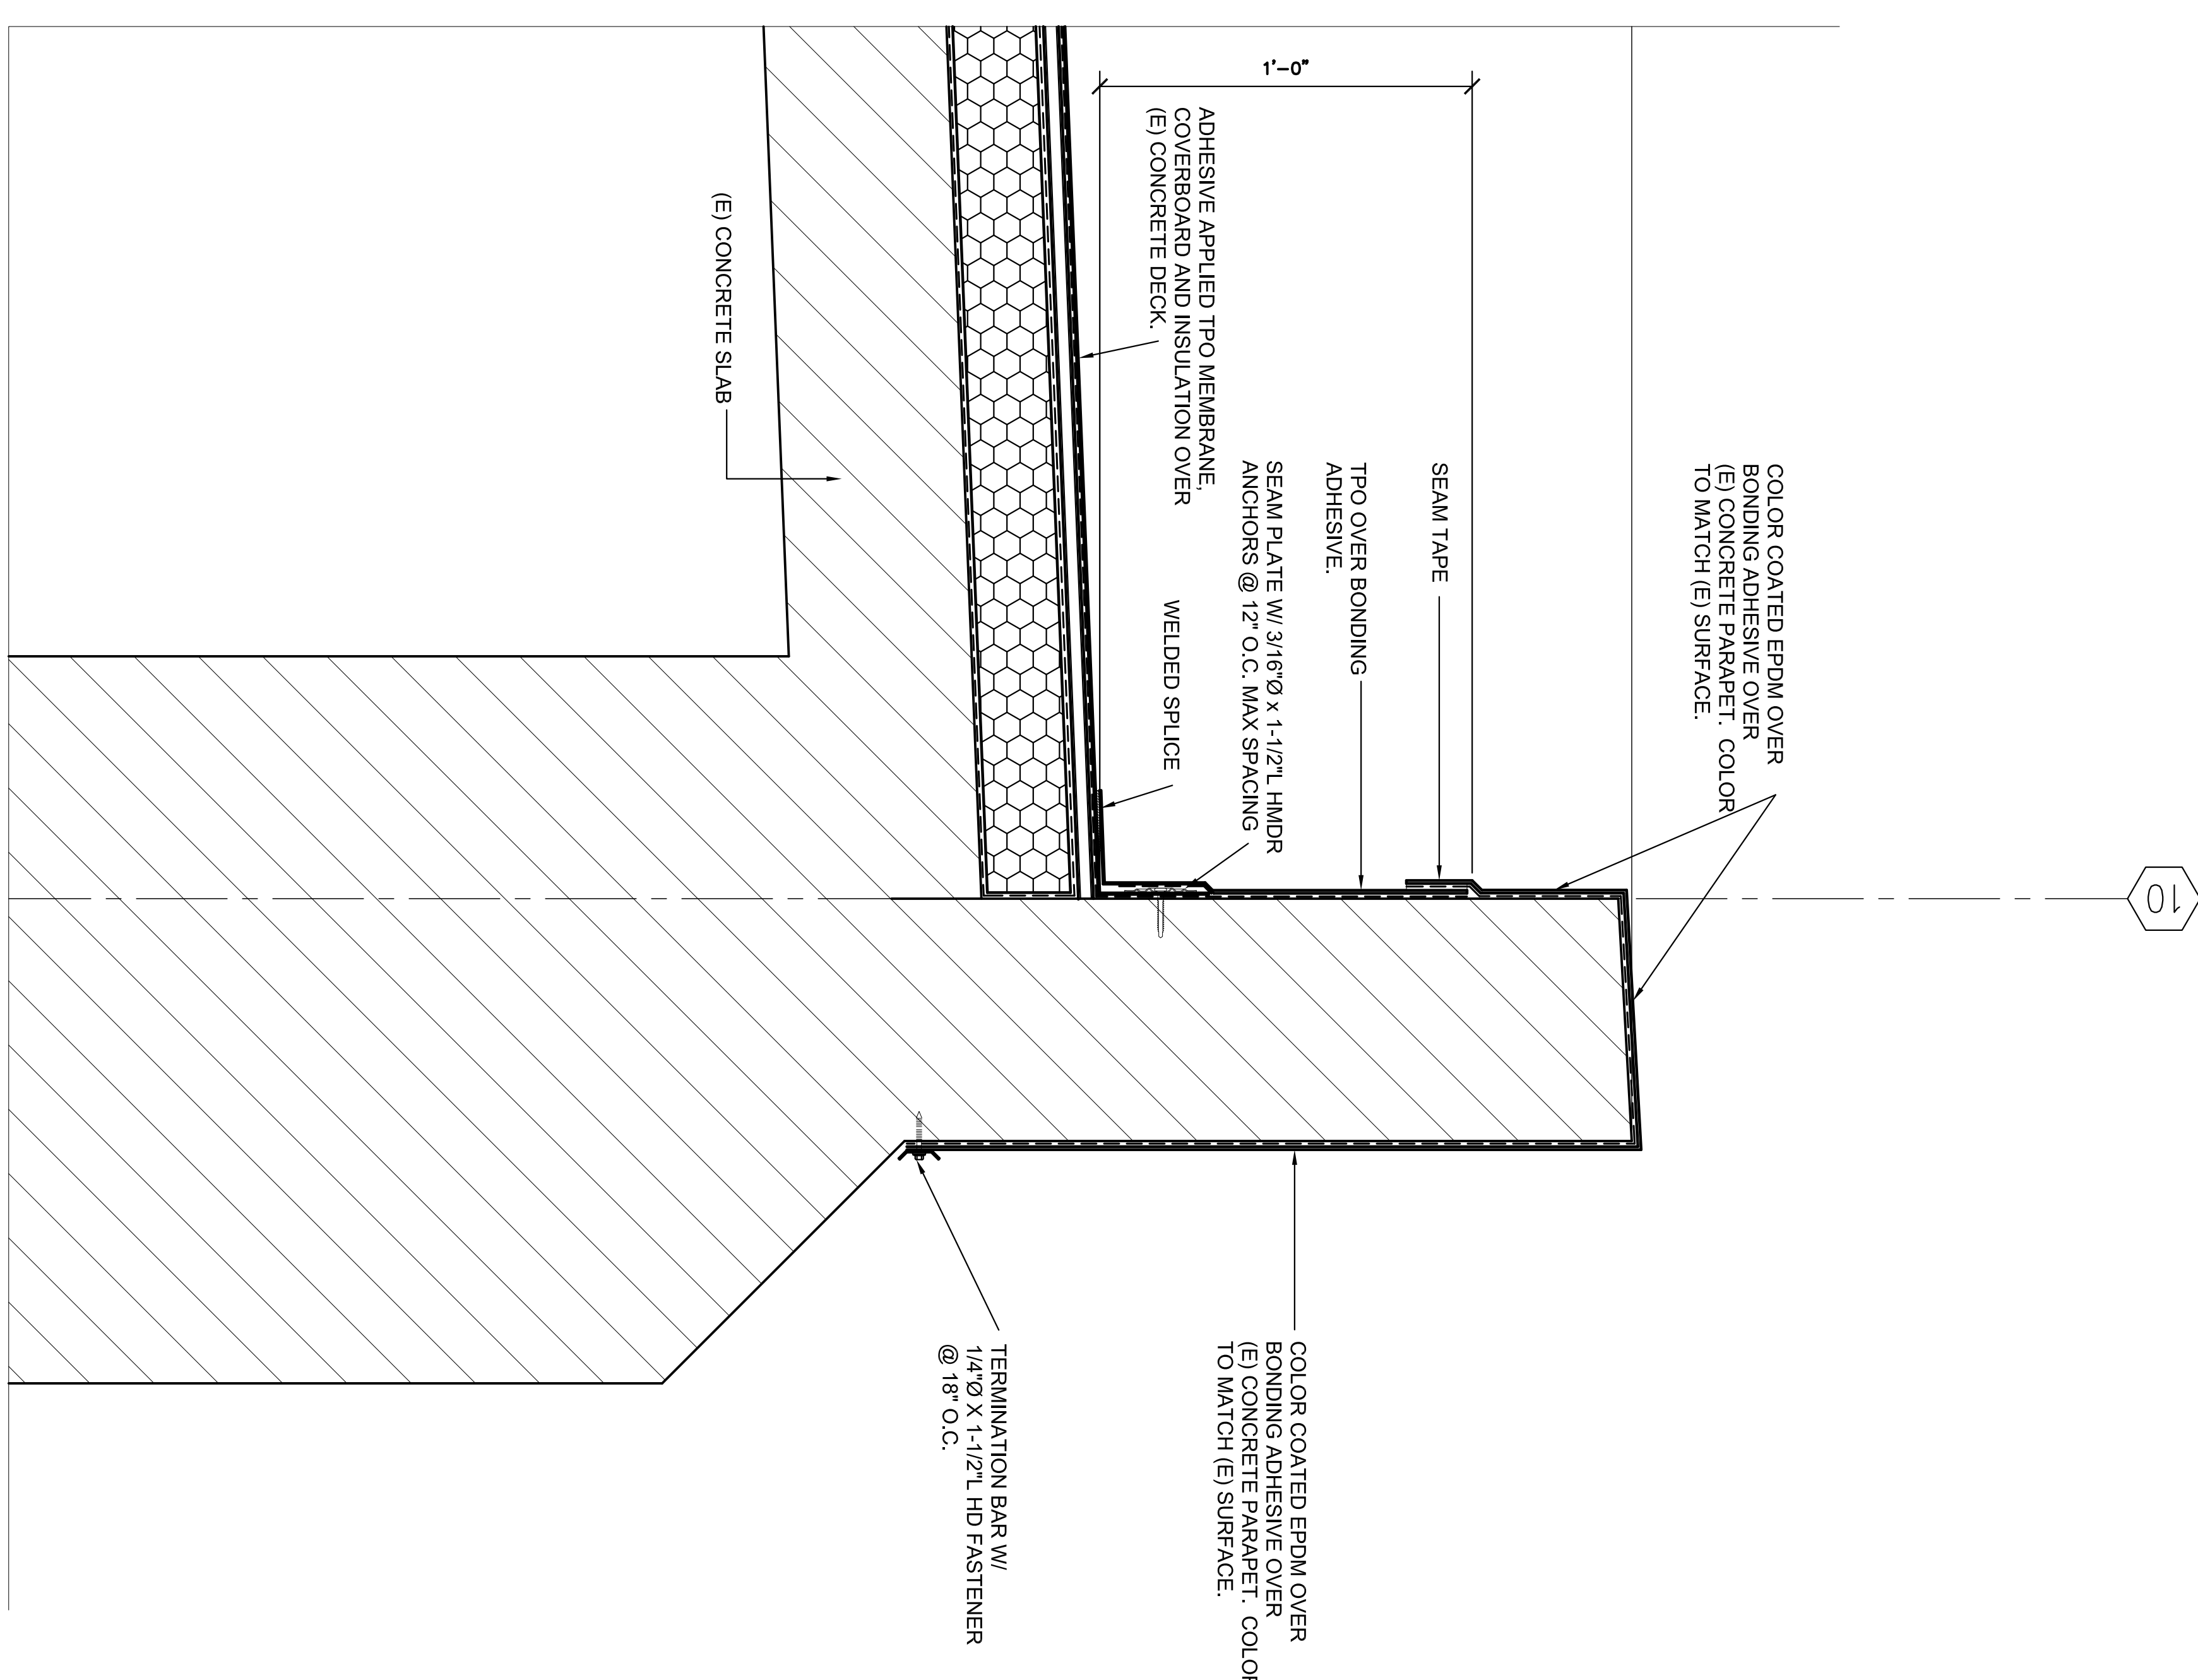 10
COLOR COATED EPDM OVER
BONDING ADHESIVE OVER
(E) CONCRETE PARAPET. COLOR
TO MATCH (E) SURFACE.
SEAM TAPE
TPO OVER BONDING
ADHESIVE.
SEAM PLATE W/ 3/16"Ø x 1-1/2"L HMDR
ANCHORS @ 12" O.C. MAX SPACING
WELDED SPLICE
1'-0"
ADHESIVE APPLIED TPO MEMBRANE,
COVERBOARD AND INSULATION OVER
(E) CONCRETE DECK.
(E) CONCRETE SLAB
COLOR COATED EPDM OVER
BONDING ADHESIVE OVER
(E) CONCRETE PARAPET. COLOR
TO MATCH (E) SURFACE.
TERMINATION BAR W/
1/4"Ø X 1-1/2"L HD FASTENER
@ 18" O.C.